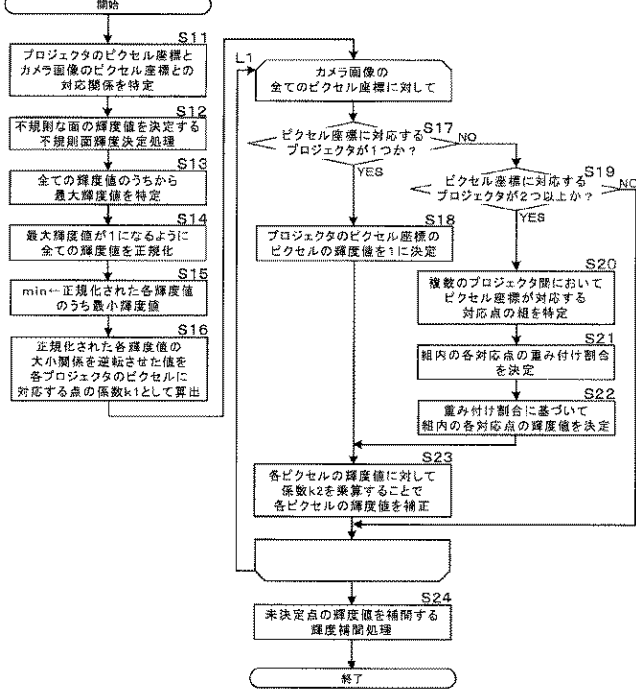 開始
S11
プロジェクタのピクセル座標と
カメラ画像のピクセル座標との
対応関係を特定
S12
不規則な面の輝度値を決定する
不規則面輝度決定処理
S13
全ての輝度値のうちから
最大輝度値を特定
S14
最大輝度値が1になるように
全ての輝度値を正規化
S15
min←正規化された各輝度値
のうち最小輝度値
S16
正規化された各輝度値の
大小関係を逆転させた値を
各プロジェクタのピクセルに
対応する点の係数k1として算出
L1
カメラ画像の
全てのピクセル座標に対して
S17
ピクセル座標に対応する
プロジェクタが1つか?
NO
YES
S18
プロジェクタのピクセル座標の
ピクセルの輝度値を1に決定
S19
ピクセル座標に対応する
プロジェクタが2つ以上か?
NO
YES
S20
複数のプロジェクタ間において
ピクセル座標が対応する
対応点の組を特定
S21
組内の各対応点の重み付け割合
を決定
S22
重み付け割合に基づいて
組内の各対応点の輝度値を決定
S23
各ピクセルの輝度値に対して
係数k2を乗算することで
各ピクセルの輝度値を補正
S24
未決定点の輝度値を補間する
輝度補間処理
終了